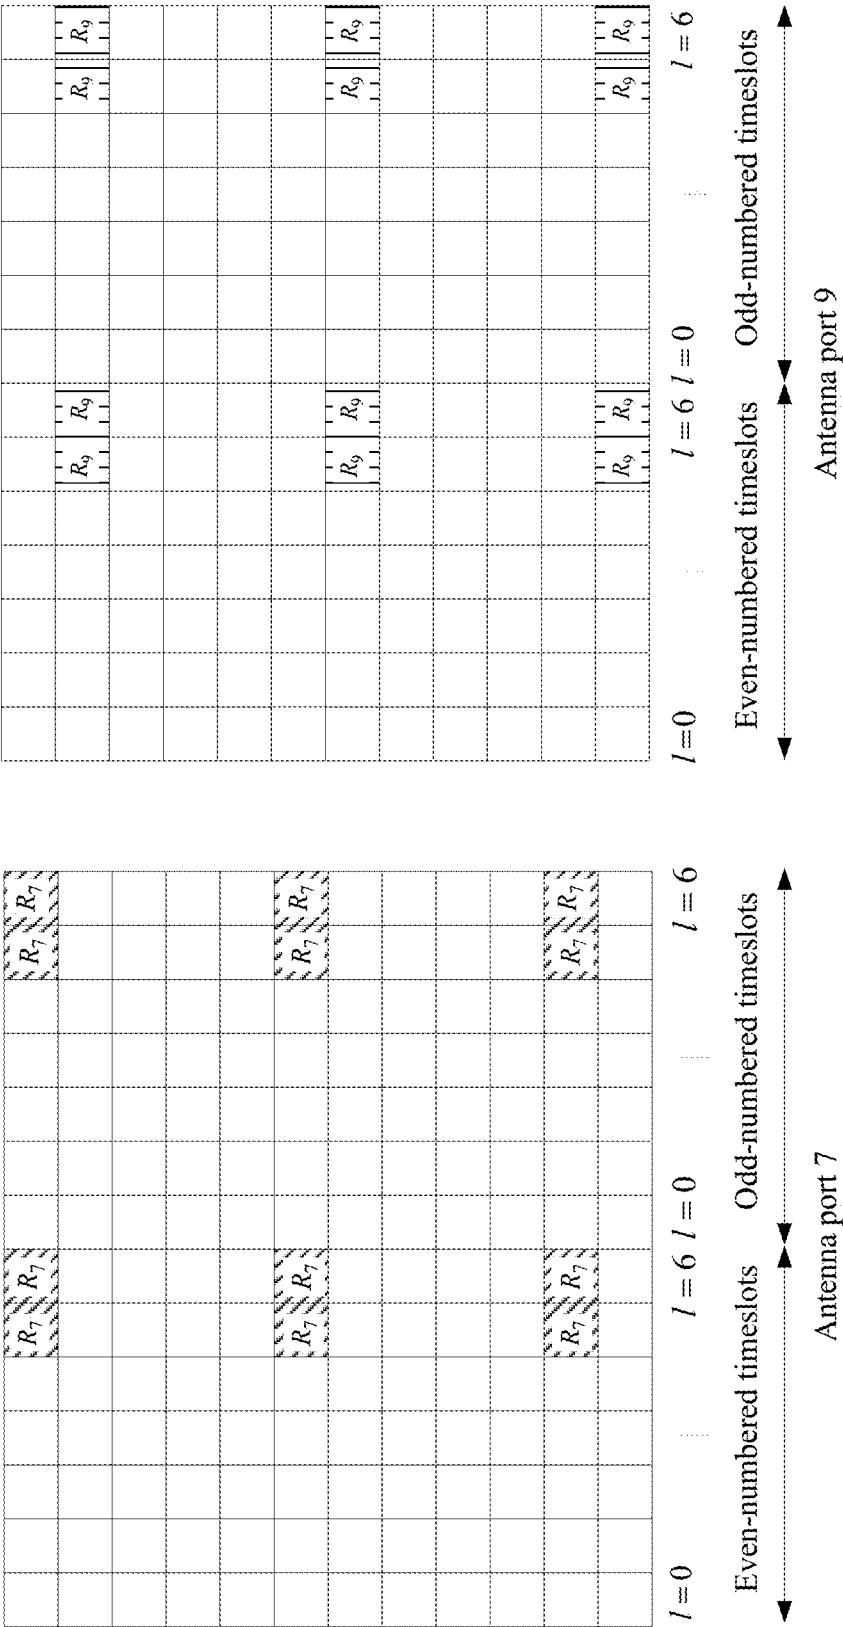 R7 R7 R7 R7
R7 R7 R7 R7
R7 R7 R7 R7
l=0 l=6 l=0 l=6
Even-numbered timeslots Odd-numbered timeslots
Antenna port 7
R9 R9 R9 R9
R9 R9 R9 R9
R9 R9 R9 R9
l=0 l=6 l=0 l=6
Even-numbered timeslots Odd-numbered timeslots
Antenna port 9